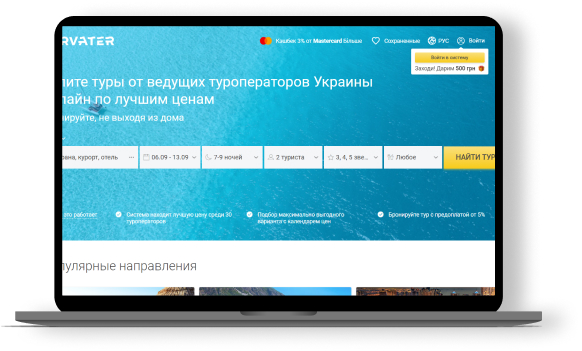 RVATER
Кэшбек 3% от Mastercard Більше
Сохраненные
РУС
Войти
Войти в систему
Заходи! Дарим 500 грн
пите туры от ведущих туроператоров Украины
лайн по лучшим ценам
нируйте, не выходя из дома
рана, курорт, отель
06.09 - 13.09
7-9 ночей
2 туриста
3, 4, 5 зве...
Любое
НАЙТИ ТУР
это работает
Система находит лучшую цену среди 30
туроператоров
Подбор максимально выгодного
варианта с календарем цен
Бронируйте тур с предоплатой от 5%
пулярные направления